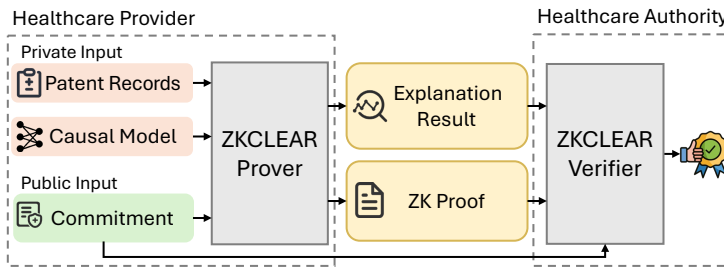 Healthcare Provider
Healthcare Authority
Private Input
Patent Records
Causal Model
Public Input
Commitment
ZKCLEAR
Prover
Explanation
Result
ZK Proof
ZKCLEAR
Verifier